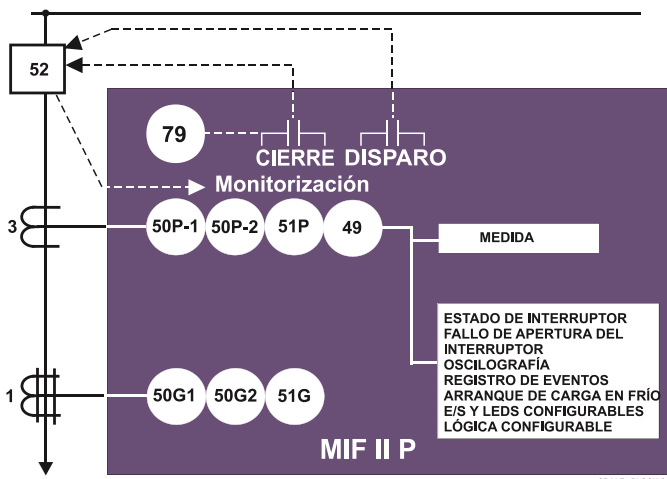 52
79
CIERRE DISPARO
Monitorización
3
50P-1 50P-2 51P 49
MEDIDA
ESTADO DE INTERRUPTOR
FALLO DE APERTURA DEL
INTERRUPTOR
OSCILOGRAFÍA
REGISTRO DE EVENTOS
ARRANQUE DE CARGA EN FRÍO
E/S Y LEDS CONFIGURABLES
LÓGICA CONFIGURABLE
1
50G1 50G2 51G
MIF II P